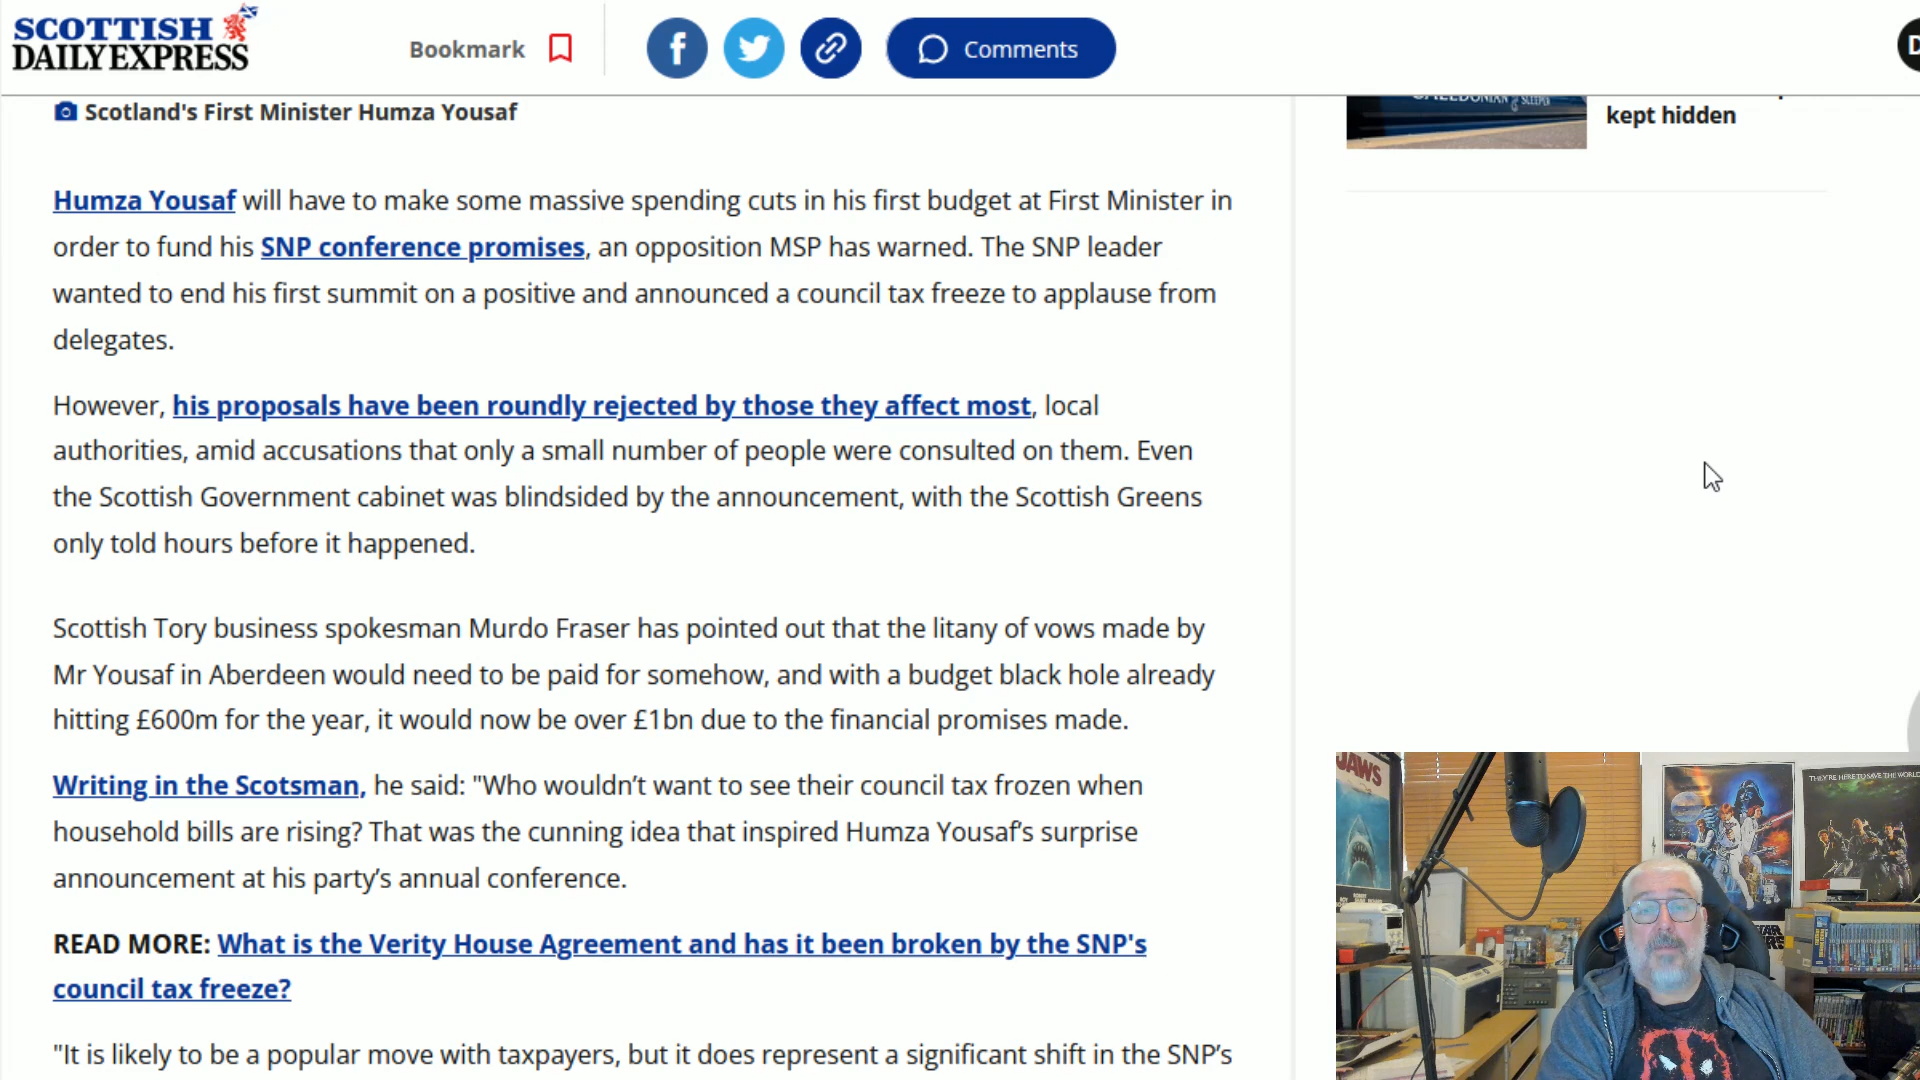 SCOTTISH
DAILY EXPRESS
Bookmark
Comments
Scotland's First Minister Humza Yousaf
kept hidden
Humza Yousaf will have to make some massive spending cuts in his first budget at First Minister in
order to fund his SNP conference promises, an opposition MSP has warned. The SNP leader
wanted to end his first summit on a positive and announced a council tax freeze to applause from
delegates.
However, his proposals have been roundly rejected by those they affect most, local
authorities, amid accusations that only a small number of people were consulted on them. Even
the Scottish Government cabinet was blindsided by the announcement, with the Scottish Greens
only told hours before it happened.
Scottish Tory business spokesman Murdo Fraser has pointed out that the litany of vows made by
Mr Yousaf in Aberdeen would need to be paid for somehow, and with a budget black hole already
hitting £600m for the year, it would now be over £1bn due to the financial promises made.
Writing in the Scotsman, he said: "Who wouldn’t want to see their council tax frozen when
household bills are rising? That was the cunning idea that inspired Humza Yousaf’s surprise
announcement at his party’s annual conference.
READ MORE: What is the Verity House Agreement and has it been broken by the SNP's
council tax freeze?
"It is likely to be a popular move with taxpayers, but it does represent a significant shift in the SNP’s
JAWS
THEY'RE HERE TO SAVE THE WORLD